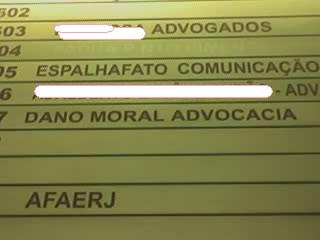 602
603 ADVOGADOS
04
05 ESPALHAFATO COMUNICAÇÃO
6 - ADV
7 DANO MORAL ADVOCACIA
AFAERJ